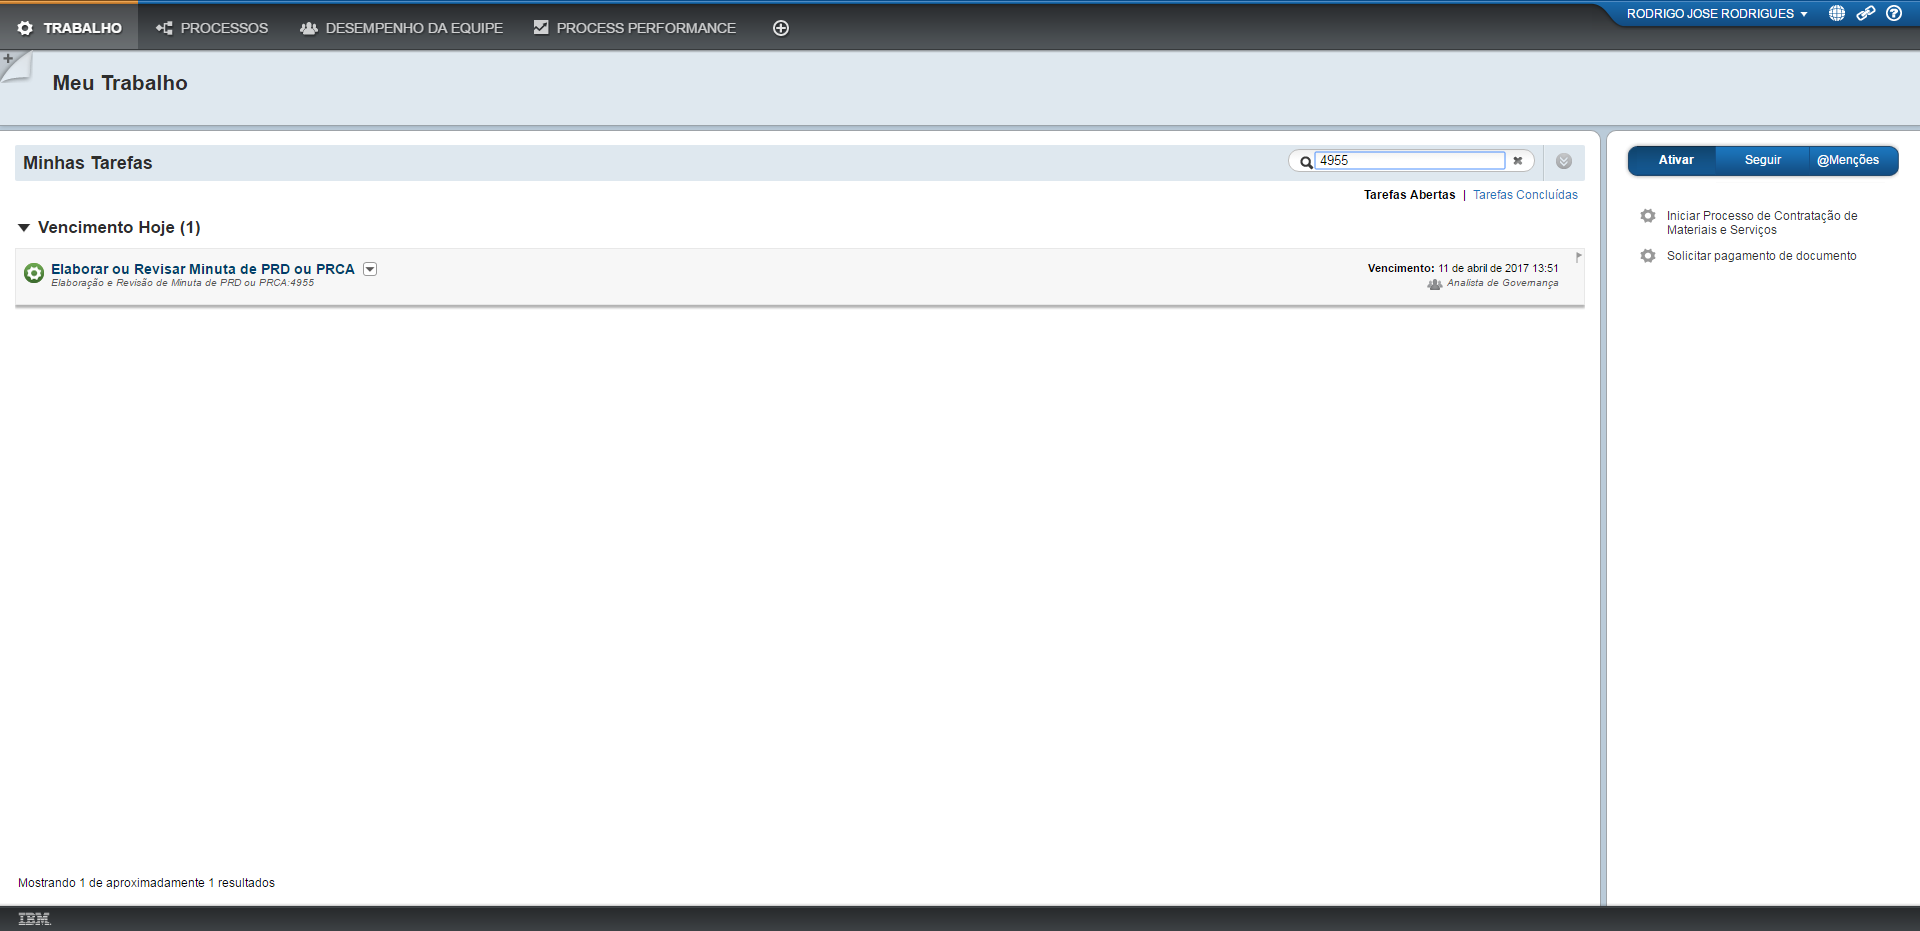 TRABALHO PROCESSOS DESEMPENHO DA EQUIPE PROCESS PERFORMANCE RODRIGO JOSE RODRIGUES
Meu Trabalho
Minhas Tarefas 4955
Tarefas Abertas | Tarefas Concluídas
Vencimento Hoje (1)
Elaborar ou Revisar Minuta de PRD ou PRCA
Elaboração e Revisão de Minuta de PRD ou PRCA:4955
Vencimento: 11 de abril de 2017 13:51
Analista de Governança
Mostrando 1 de aproximadamente 1 resultados
Ativar Seguir @Menções
Iniciar Processo de Contratação de
Materiais e Serviços
Solicitar pagamento de documento
IBM